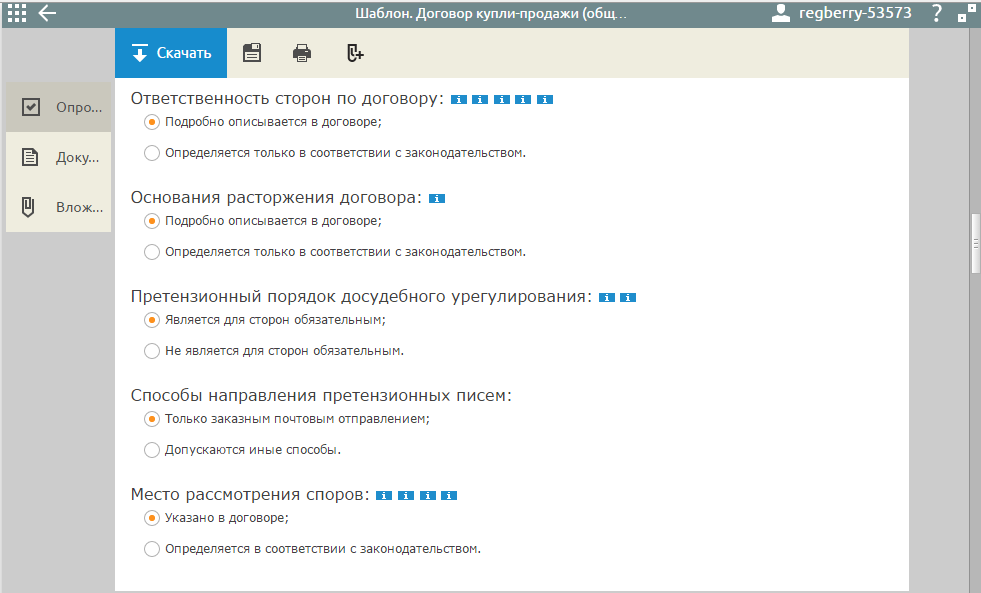 Шаблон. Договор купли-продажи (общ...
regberry-53573
?
Скачать
Опро...
Доку...
Влож...
Ответственность сторон по договору: i i i i i
Подробно описывается в договоре;
Определяется только в соответствии с законодательством.
Основания расторжения договора: i
Подробно описывается в договоре;
Определяется только в соответствии с законодательством.
Претензионный порядок досудебного урегулирования: i i
Является для сторон обязательным;
Не является для сторон обязательным.
Способы направления претензионных писем:
Только заказным почтовым отправлением;
Допускаются иные способы.
Место рассмотрения споров: i i i i
Указано в договоре;
Определяется в соответствии с законодательством.